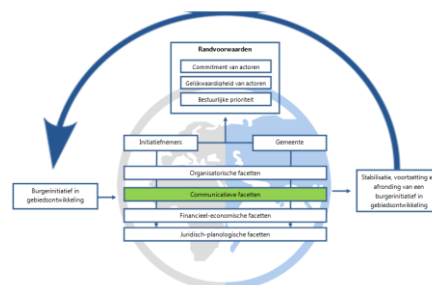 Randvoorwaarden
Commitment van actoren
Gelijkwaardigheid van actoren
Bestuurlijke prioriteit
Initiatiefnemers
Gemeente
Organisatorische facetten
Burgerinitiatief in
gebiedsontwikkeling
Communicatieve facetten
Financieel-economische facetten
Juridisch-planologische facetten
Stabilisatie, voortzetting en
afronding van een
burgerinitiatief in
gebiedsontwikkeling